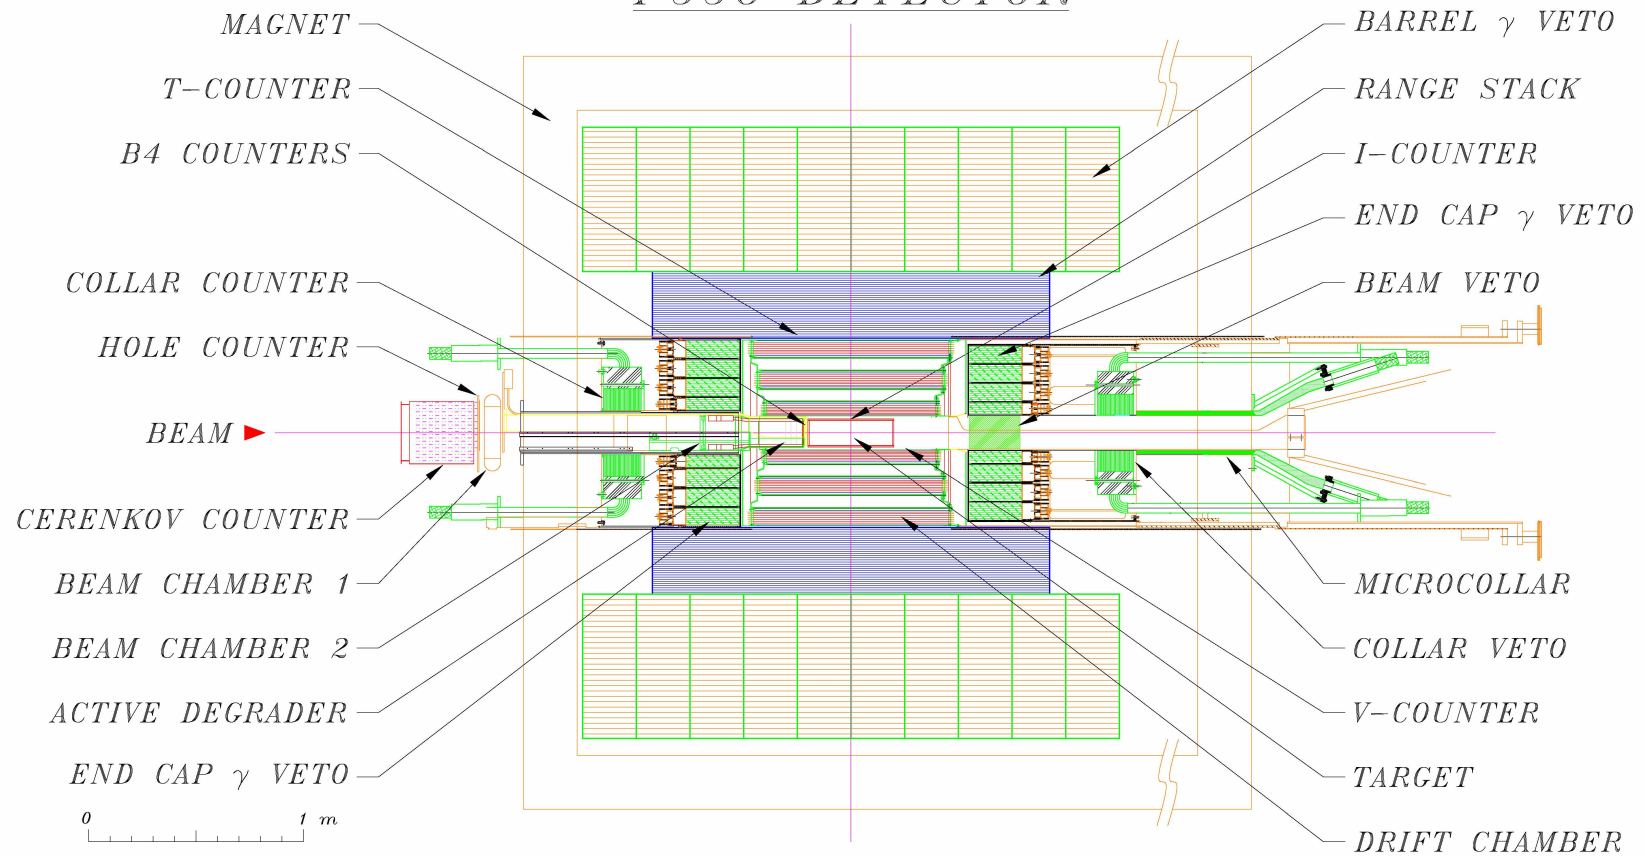 DETECTOR
MAGNET
T-COUNTER
B4 COUNTERS
COLLAR COUNTER
HOLE COUNTER
BEAM
CERENKOV COUNTER
BEAM CHAMBER 1
BEAM CHAMBER 2
ACTIVE DEGRADER
END CAP γ VETO
0 1 m
BARREL γ VETO
RANGE STACK
I-COUNTER
END CAP γ VETO
BEAM VETO
MICROCOLLAR
COLLAR VETO
V-COUNTER
TARGET
DRIFT CHAMBER